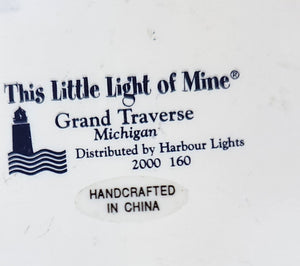 This Little Light of Mine®
Grand Traverse
Michigan
Distributed by Harbour Lights
2000 160
HANDCRAFTED
IN CHINA